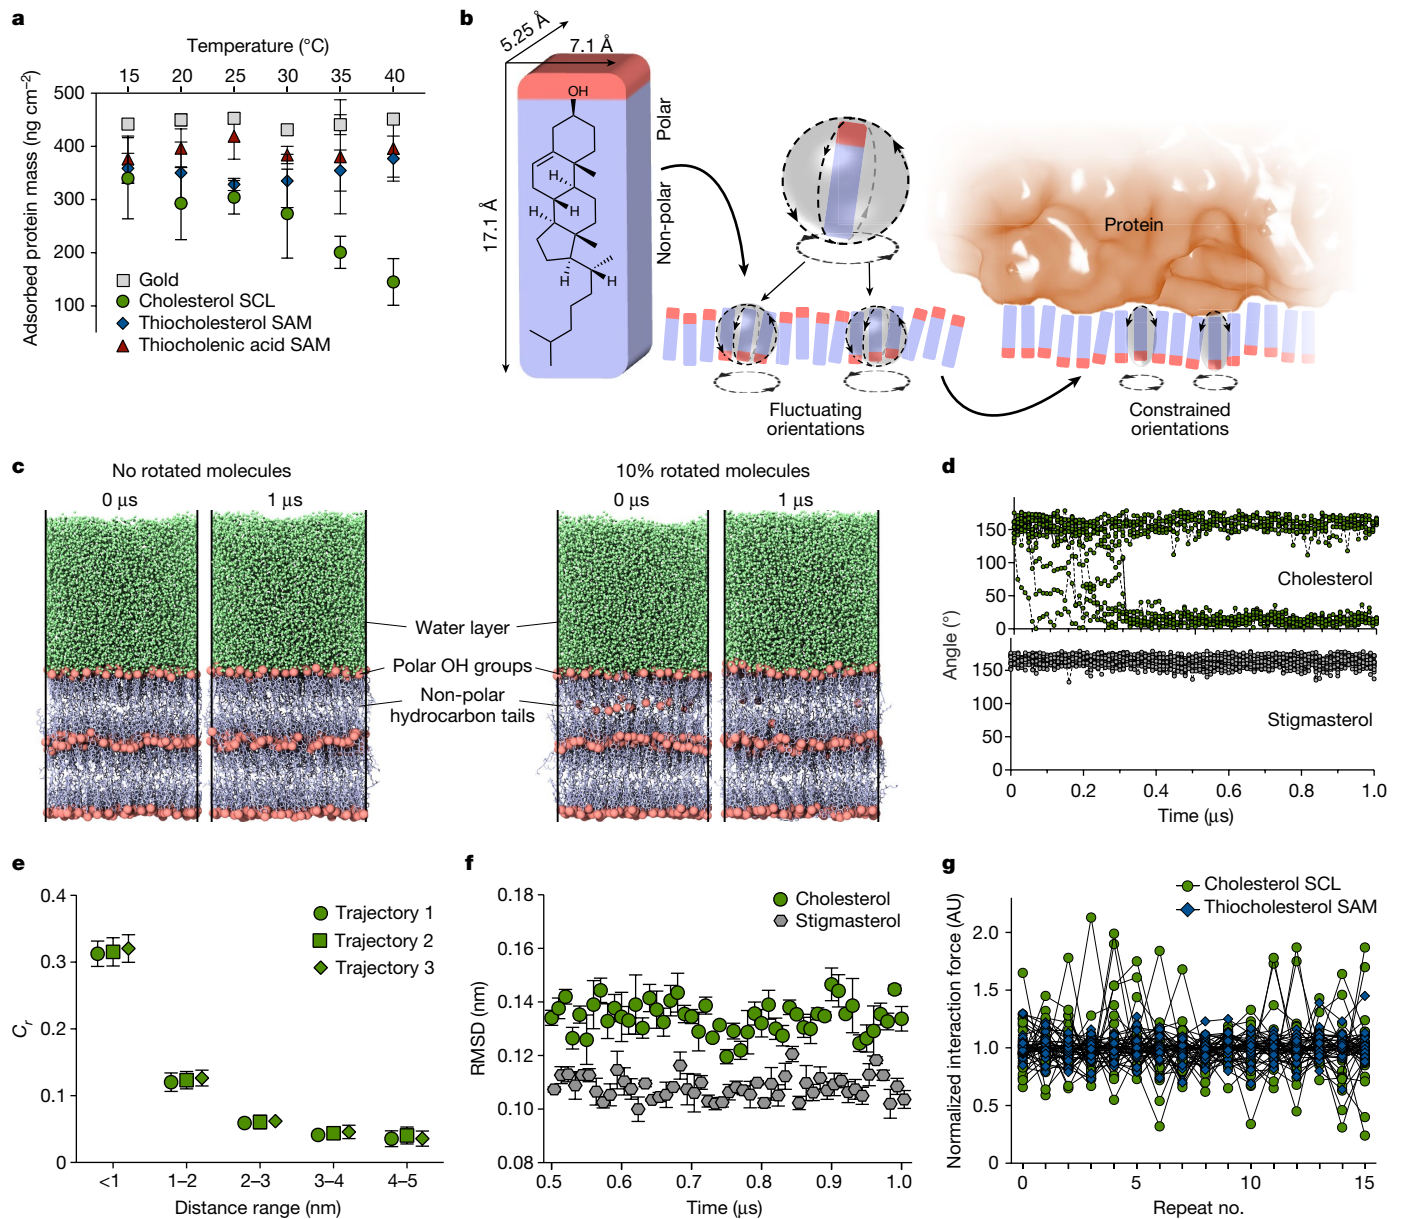 a
Temperature (°C)
15 20 25 30 35 40
Adsorbed protein mass (ng cm⁻²)
500
400
300
200
100
Gold
Cholesterol SCL
Thiocholesterol SAM
Thiocholenic acid SAM
b
5.25 Å
7.1 Å
17.1 Å
OH
H
H
H
H
H
Polar
Non-polar
Protein
Fluctuating
orientations
Constrained
orientations
c
No rotated molecules
0 μs 1 μs
10% rotated molecules
0 μs 1 μs
Water layer
Polar OH groups
Non-polar
hydrocarbon tails
d
Angle (°)
150
100
50
0
Cholesterol
150
100
50
0
Stigmasterol
0 0.2 0.4 0.6 0.8 1.0
Time (μs)
e
Cᵣ
0.4
0.3
0.2
0.1
0
Trajectory 1
Trajectory 2
Trajectory 3
<1 1–2 2–3 3–4 4–5
Distance range (nm)
f
RMSD (nm)
0.18
0.16
0.14
0.12
0.10
0.08
Cholesterol
Stigmasterol
0.5 0.6 0.7 0.8 0.9 1.0
Time (μs)
g
Normalized interaction force (AU)
Cholesterol SCL
Thiocholesterol SAM
2.0
1.5
1.0
0.5
0
0 5 10 15
Repeat no.